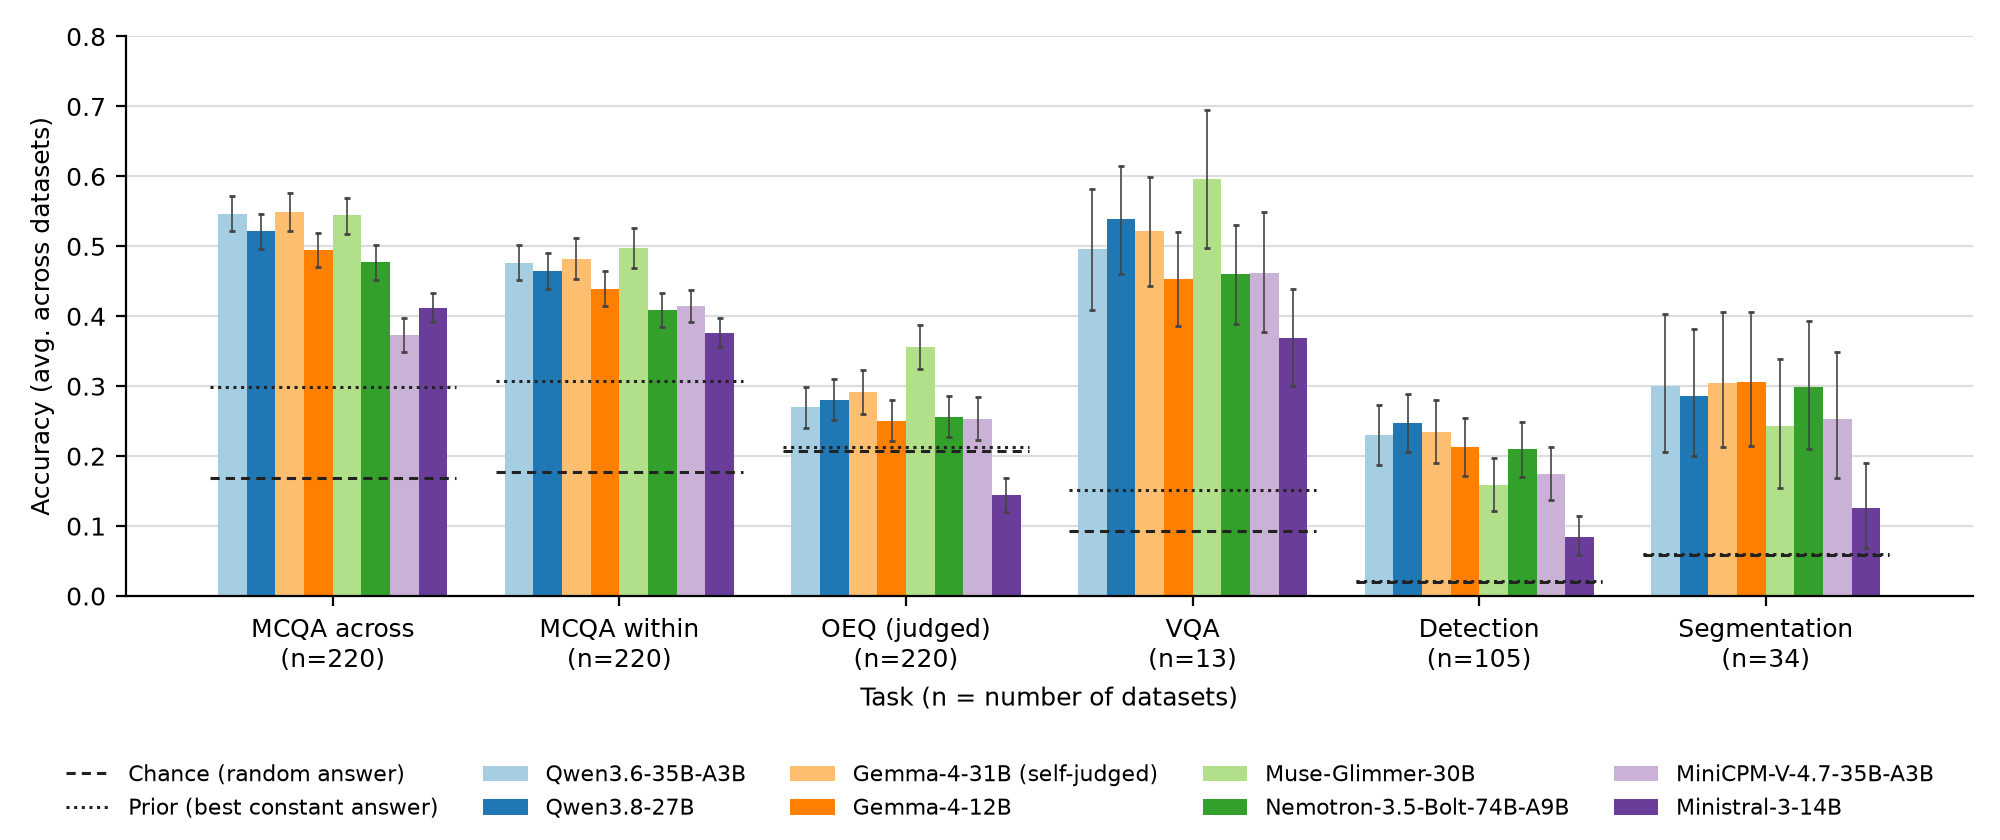 0.8
0.7
0.6
0.5
0.4
0.3
0.2
0.1
0.0
Accuracy (avg. across datasets)
MCQA across
(n=220)
MCQA within
(n=220)
OEQ (judged)
(n=220)
VQA
(n=13)
Detection
(n=105)
Segmentation
(n=34)
Task (n = number of datasets)
Chance (random answer)
Prior (best constant answer)
Qwen3.6-35B-A3B
Qwen3.8-27B
Gemma-4-31B (self-judged)
Gemma-4-12B
Muse-Glimmer-30B
Nemotron-3.5-Bolt-74B-A9B
MiniCPM-V-4.7-35B-A3B
Ministral-3-14B